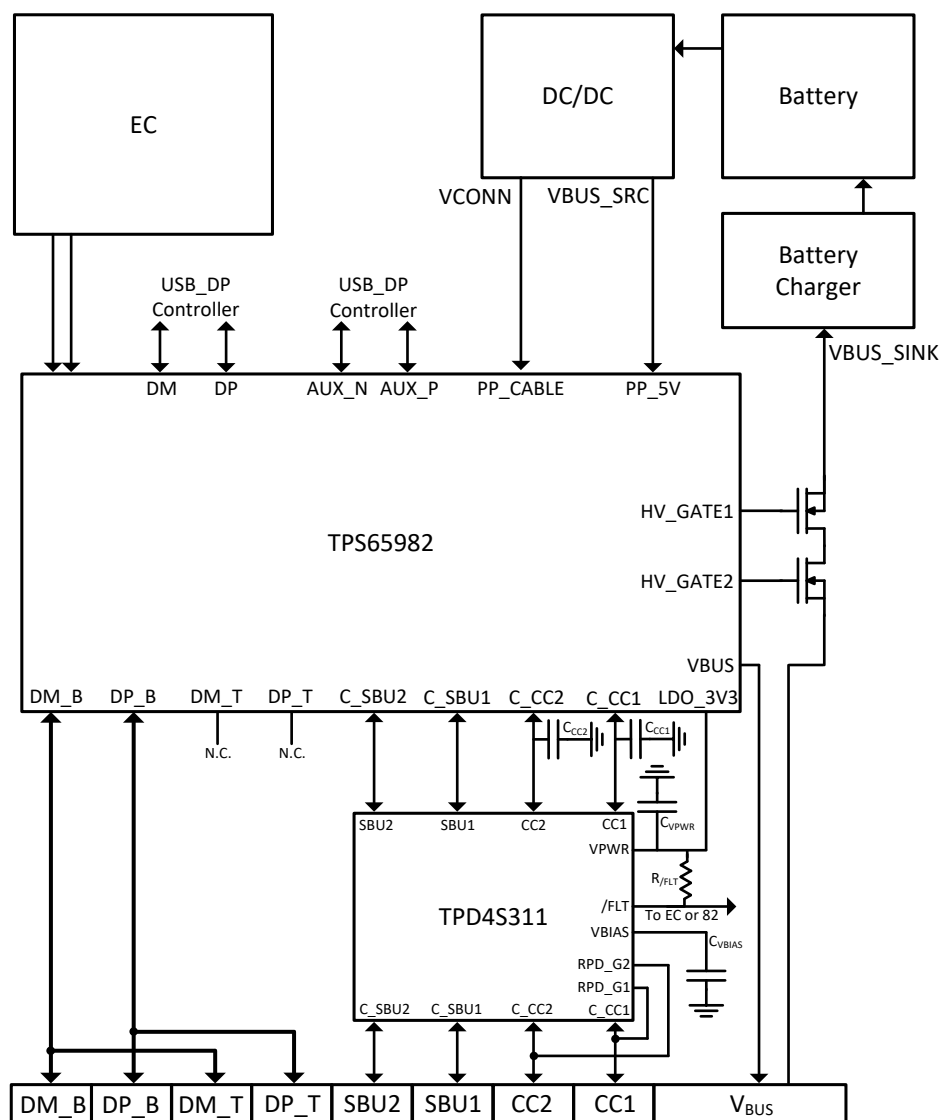 EC
DC/DC
Battery
VCONN
VBUS_SRC
Battery
Charger
USB_DP
Controller
USB_DP
Controller
VBUS_SINK
DM
DP
AUX_N
AUX_P
PP_CABLE
PP_5V
HV_GATE1
TPS65982
HV_GATE2
VBUS
DM_B
DP_B
DM_T
DP_T
C_SBU2
C_SBU1
C_CC2
C_CC1
LDO_3V3
N.C.
N.C.
CCC2
CCC1
CVPWR
SBU2
SBU1
CC2
CC1
VPWR
R/FLT
TPD4S311
/FLT
To EC or 82
VBIAS
CVBIAS
RPD_G2
RPD_G1
C_SBU2
C_SBU1
C_CC2
C_CC1
DM_B
DP_B
DM_T
DP_T
SBU2
SBU1
CC2
CC1
VBUS